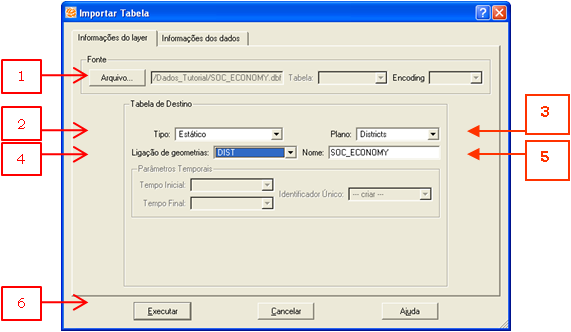 Importar Tabela
Informações do layer Informações dos dados
Fonte
1 Arquivo... /Dados_Tutorial/SOC_ECONOMY.dbf Tabela: Encoding
Tabela de Destino
2 Tipo: Estático Plano: Districts 3
4 Ligação de geometrias: DIST Nome: SOC_ECONOMY 5
Parâmetros Temporais
Tempo Inicial: Identificador Único: --- criar ---
Tempo Final:
6 Executar Cancelar Ajuda